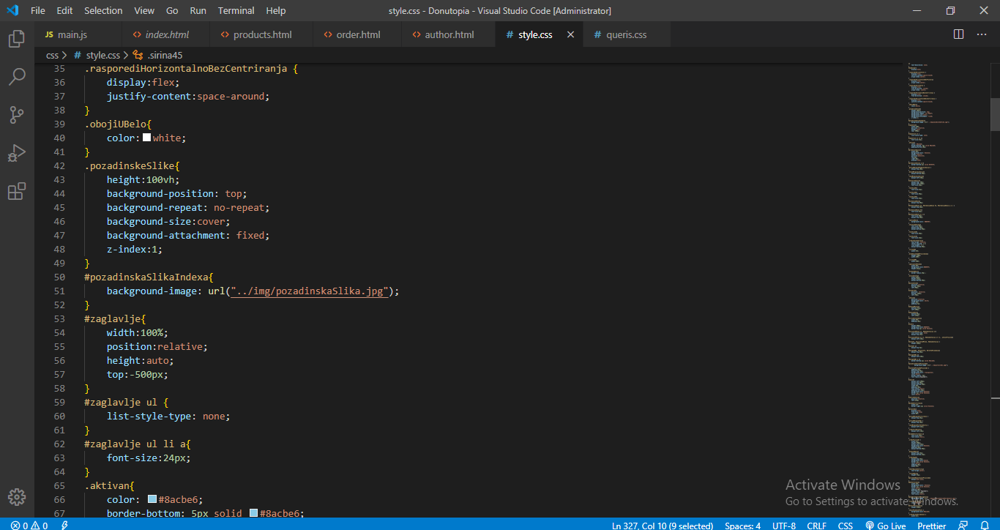 File Edit Selection View Go Run Terminal Help style.css - Donutopia - Visual Studio Code [Administrator]
JS main.js <> index.html <> products.html <> order.html <> author.html # style.css # queris.css
css > # style.css > .sirina45
35 .rasporediHorizontalnoBezCentriranja {
36 display:flex;
37 justify-content:space-around;
38 }
39 .obojiUBelo{
40 color:white;
41 }
42 .pozadinskeSlike{
43 height:100vh;
44 background-position: top;
45 background-repeat: no-repeat;
46 background-size:cover;
47 background-attachment: fixed;
48 z-index:1;
49 }
50 #pozadinskaSlikaIndexa{
51 background-image: url("../img/pozadinskaSlika.jpg");
52 }
53 #zaglavlje{
54 width:100%;
55 position:relative;
56 height:auto;
57 top:-500px;
58 }
59 #zaglavlje ul {
60 list-style-type: none;
61 }
62 #zaglavlje ul li a{
63 font-size:24px;
64 }
65 .aktivan{
66 color: #8acbe6;
67 border-bottom: 5px solid #8acbe6;
Activate Windows
Go to Settings to activate Windows.
0 0 Ln 327, Col 10 (9 selected) Spaces: 4 UTF-8 CRLF CSS Go Live Prettier